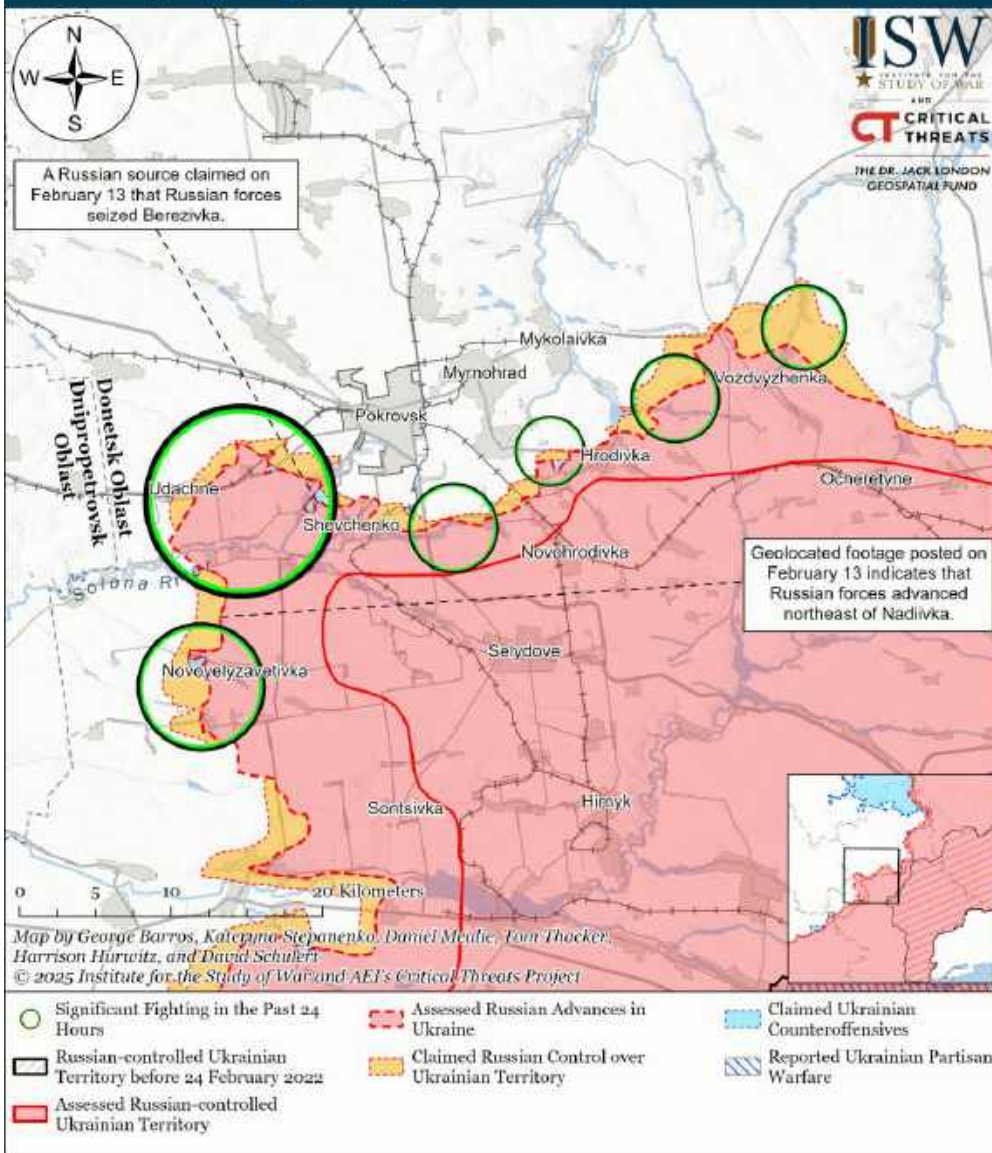 N
W E
S
ISW
INSTITUTE FOR THE
STUDY OF WAR
AND
CT CRITICAL
THREATS
THE DR. JACK LONDON
GEOSPATIAL FUND
A Russian source claimed on
February 13 that Russian forces
seized Berezivka.
Mykolaivka
Myrnohrad
Vozdvyzhenka
Pokrovsk
Donetsk Oblast
Dnipropetrovsk
Oblast
Hrodivka
Udachne
Ocheretyne
Shevchenko
Novohrodivka
Geolocated footage posted on
February 13 indicates that
Russian forces advanced
northeast of Nadiivka.
Solona River
Selydove
Novoyelyzavetivka
Sontsivka
Hirnyk
0 5 10 20 Kilometers
Map by George Barros, Kateryna Stepanenko, Daniel Mealie, Tom Thacker,
Harrison Hurwitz, and David Schulert
© 2025 Institute for the Study of War and AEI's Critical Threats Project
Significant Fighting in the Past 24
Hours
Russian-controlled Ukrainian
Territory before 24 February 2022
Assessed Russian-controlled
Ukrainian Territory
Assessed Russian Advances in
Ukraine
Claimed Russian Control over
Ukrainian Territory
Claimed Ukrainian
Counteroffensives
Reported Ukrainian Partisan
Warfare